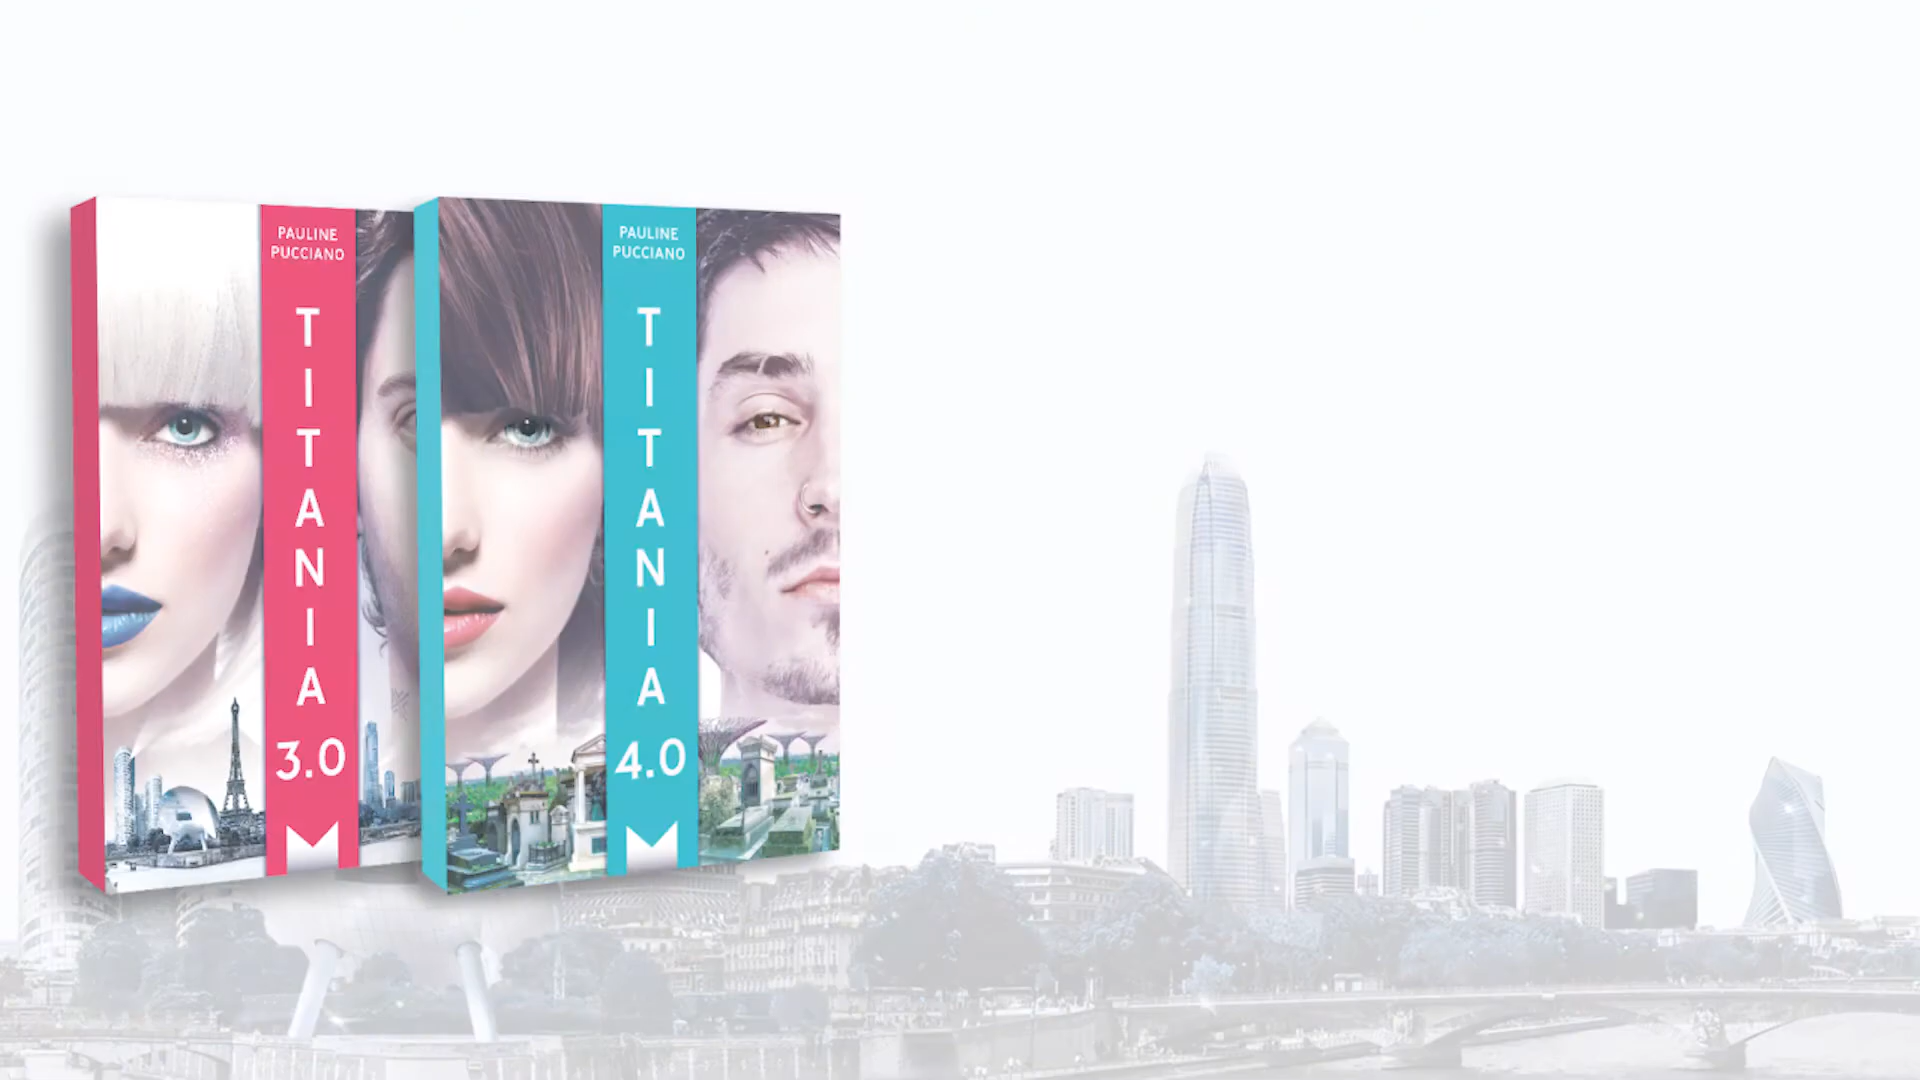 PAULINE
PUCCIANO
TITANIA
3.0
PAULINE
PUCCIANO
TITANIA
4.0